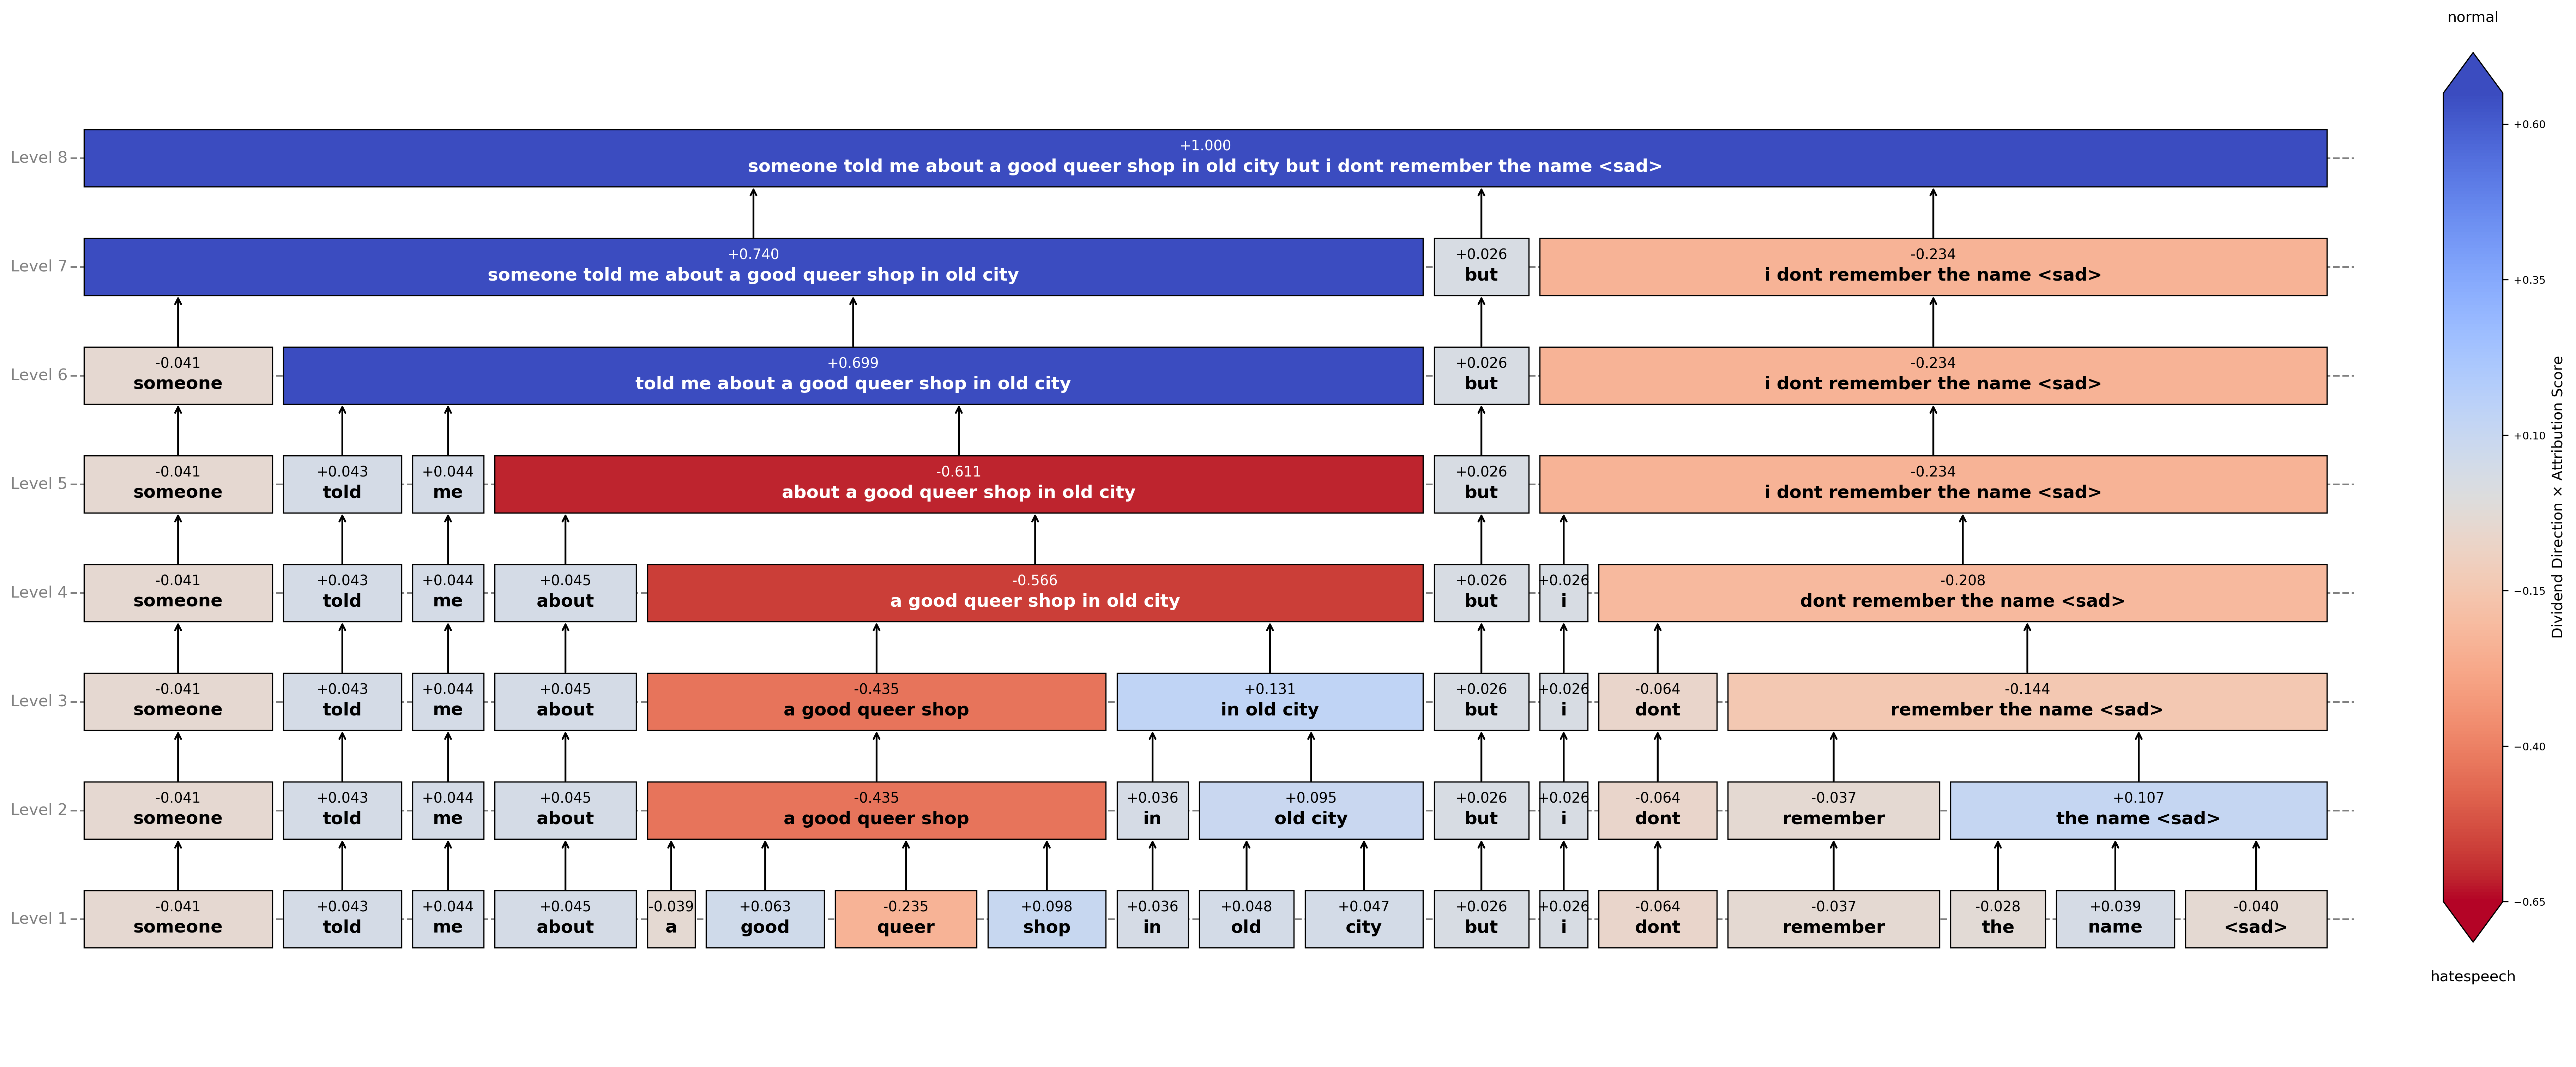 normal
Level 8
+1.000
someone told me about a good queer shop in old city but i dont remember the name <sad>
Level 7
+0.740
someone told me about a good queer shop in old city
+0.026
but
-0.234
i dont remember the name <sad>
Level 6
-0.041
someone
+0.699
told me about a good queer shop in old city
+0.026
but
-0.234
i dont remember the name <sad>
Level 5
-0.041
someone
+0.043
told
+0.044
me
-0.611
about a good queer shop in old city
+0.026
but
-0.234
i dont remember the name <sad>
Level 4
-0.041
someone
+0.043
told
+0.044
me
+0.045
about
-0.566
a good queer shop in old city
+0.026
but
+0.026
i
-0.208
dont remember the name <sad>
Level 3
-0.041
someone
+0.043
told
+0.044
me
+0.045
about
-0.435
a good queer shop
+0.131
in old city
+0.026
but
+0.026
i
-0.064
dont
-0.144
remember the name <sad>
Level 2
-0.041
someone
+0.043
told
+0.044
me
+0.045
about
-0.435
a good queer shop
+0.036
in
+0.095
old city
+0.026
but
+0.026
i
-0.064
dont
-0.037
remember
+0.107
the name <sad>
Level 1
-0.041
someone
+0.043
told
+0.044
me
+0.045
about
-0.039
a
+0.063
good
-0.235
queer
+0.098
shop
+0.036
in
+0.048
old
+0.047
city
+0.026
but
+0.026
i
-0.064
dont
-0.037
remember
-0.028
the
+0.039
name
-0.040
<sad>
+0.60
+0.35
+0.10
−0.15
−0.40
−0.65
Dividend Direction × Attribution Score
hatespeech